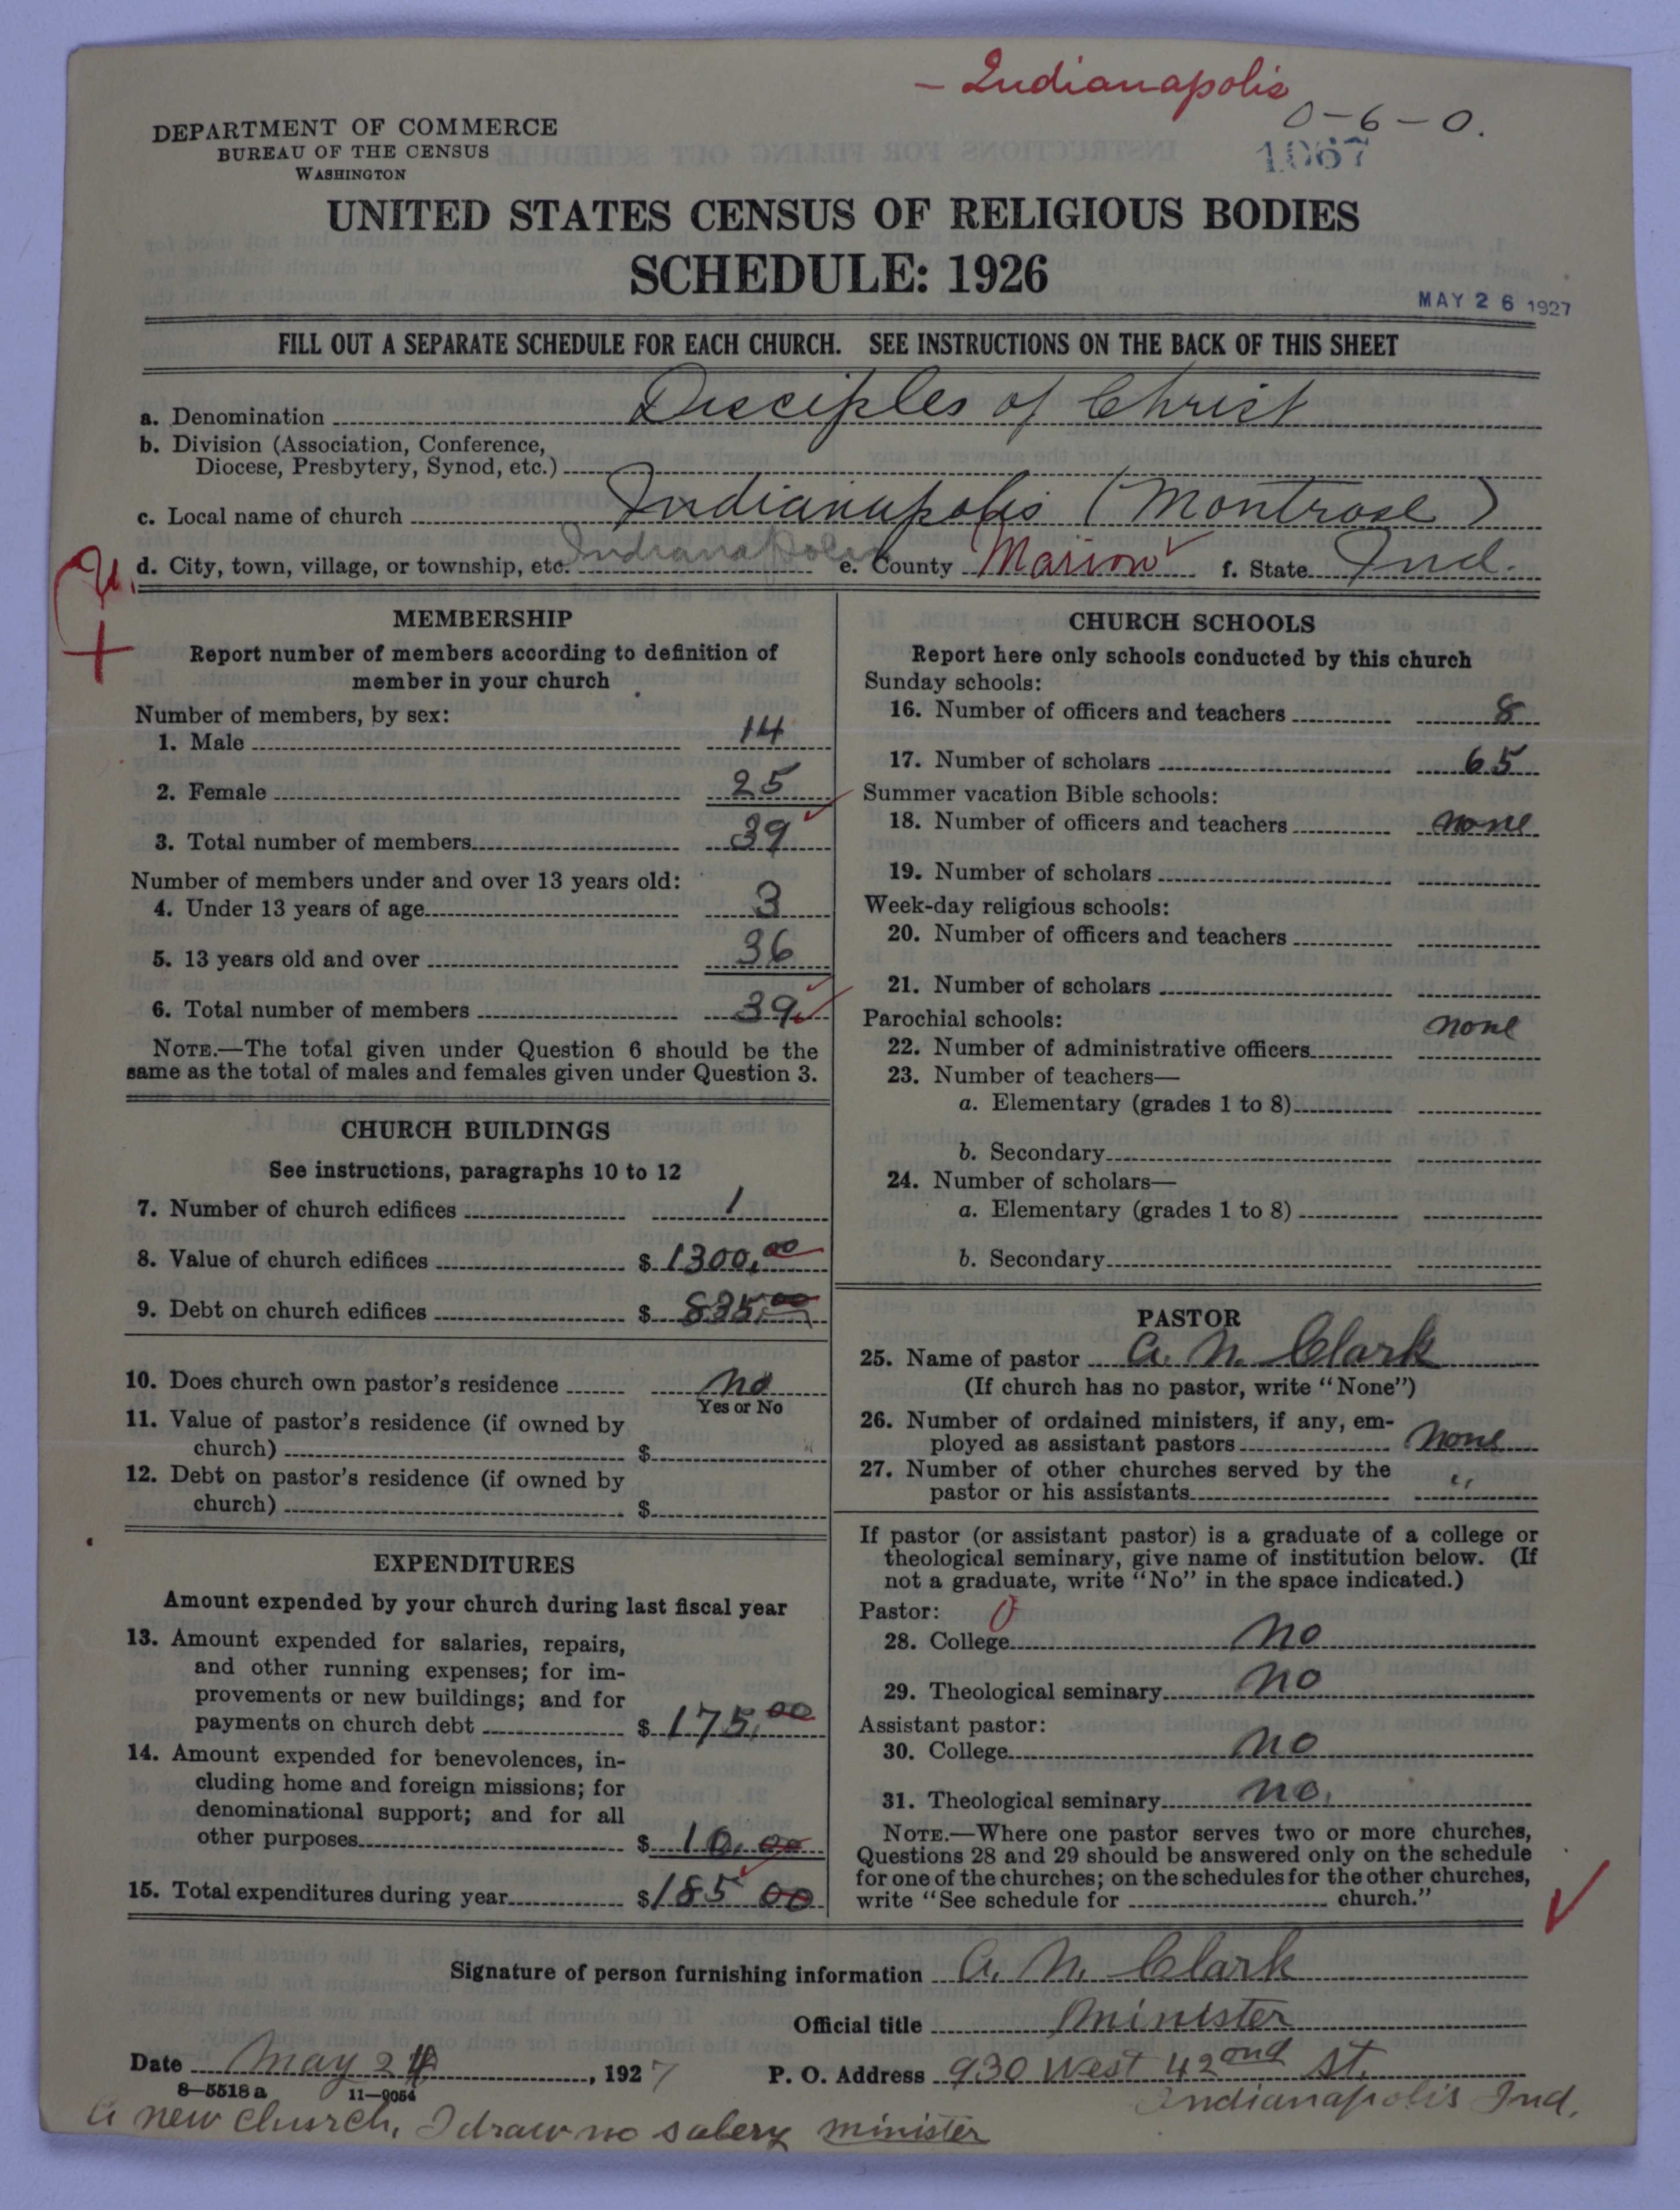 - Indianapolis
0-6-0.
1067
DEPARTMENT OF COMMERCE
BUREAU OF THE CENSUS
WASHINGTON
UNITED STATES CENSUS OF RELIGIOUS BODIES
SCHEDULE: 1926
MAY 26 1927
FILL OUT A SEPARATE SCHEDULE FOR EACH CHURCH. SEE INSTRUCTIONS ON THE BACK OF THIS SHEET
a. Denomination Disciples of Christ
b. Division (Association, Conference,
Diocese, Presbytery, Synod, etc.)
c. Local name of church Indianapolis (Montrose)
d. City, town, village, or township, etc. Indianapolis e. County Marion f. State Ind.
MEMBERSHIP
Report number of members according to definition of
member in your church
Number of members, by sex:
1. Male 14
2. Female 25
3. Total number of members 39
Number of members under and over 13 years old:
4. Under 13 years of age 3
5. 13 years old and over 36
6. Total number of members 39
NOTE.—The total given under Question 6 should be the
same as the total of males and females given under Question 3.
CHURCH BUILDINGS
See instructions, paragraphs 10 to 12
7. Number of church edifices 1
8. Value of church edifices $ 1300.00
9. Debt on church edifices $ 835.00
10. Does church own pastor's residence no
Yes or No
11. Value of pastor's residence (if owned by
church) $
12. Debt on pastor's residence (if owned by
church) $
EXPENDITURES
Amount expended by your church during last fiscal year
13. Amount expended for salaries, repairs,
and other running expenses; for im-
provements or new buildings; and for
payments on church debt $ 175.00
14. Amount expended for benevolences, in-
cluding home and foreign missions; for
denominational support; and for all
other purposes $ 10.00
15. Total expenditures during year $ 185 00
CHURCH SCHOOLS
Report here only schools conducted by this church
Sunday schools:
16. Number of officers and teachers 8
17. Number of scholars 65
Summer vacation Bible schools:
18. Number of officers and teachers none
19. Number of scholars
Week-day religious schools:
20. Number of officers and teachers
21. Number of scholars
Parochial schools: none
22. Number of administrative officers
23. Number of teachers—
a. Elementary (grades 1 to 8)
b. Secondary
24. Number of scholars—
a. Elementary (grades 1 to 8)
b. Secondary
PASTOR
25. Name of pastor A. N. Clark
(If church has no pastor, write "None")
26. Number of ordained ministers, if any, em-
ployed as assistant pastors none
27. Number of other churches served by the
pastor or his assistants "
If pastor (or assistant pastor) is a graduate of a college or
theological seminary, give name of institution below. (If
not a graduate, write "No" in the space indicated.)
Pastor: 0
28. College no
29. Theological seminary no
Assistant pastor:
30. College no
31. Theological seminary no.
NOTE.—Where one pastor serves two or more churches,
Questions 28 and 29 should be answered only on the schedule
for one of the churches; on the schedules for the other churches,
write "See schedule for church."
Signature of person furnishing information A. N. Clark
Official title minister
Date May 24, 1927 P. O. Address 930 West 42nd St.
8-5518a 11-9054 Indianapolis Ind.
A new church. I draw no salery minister